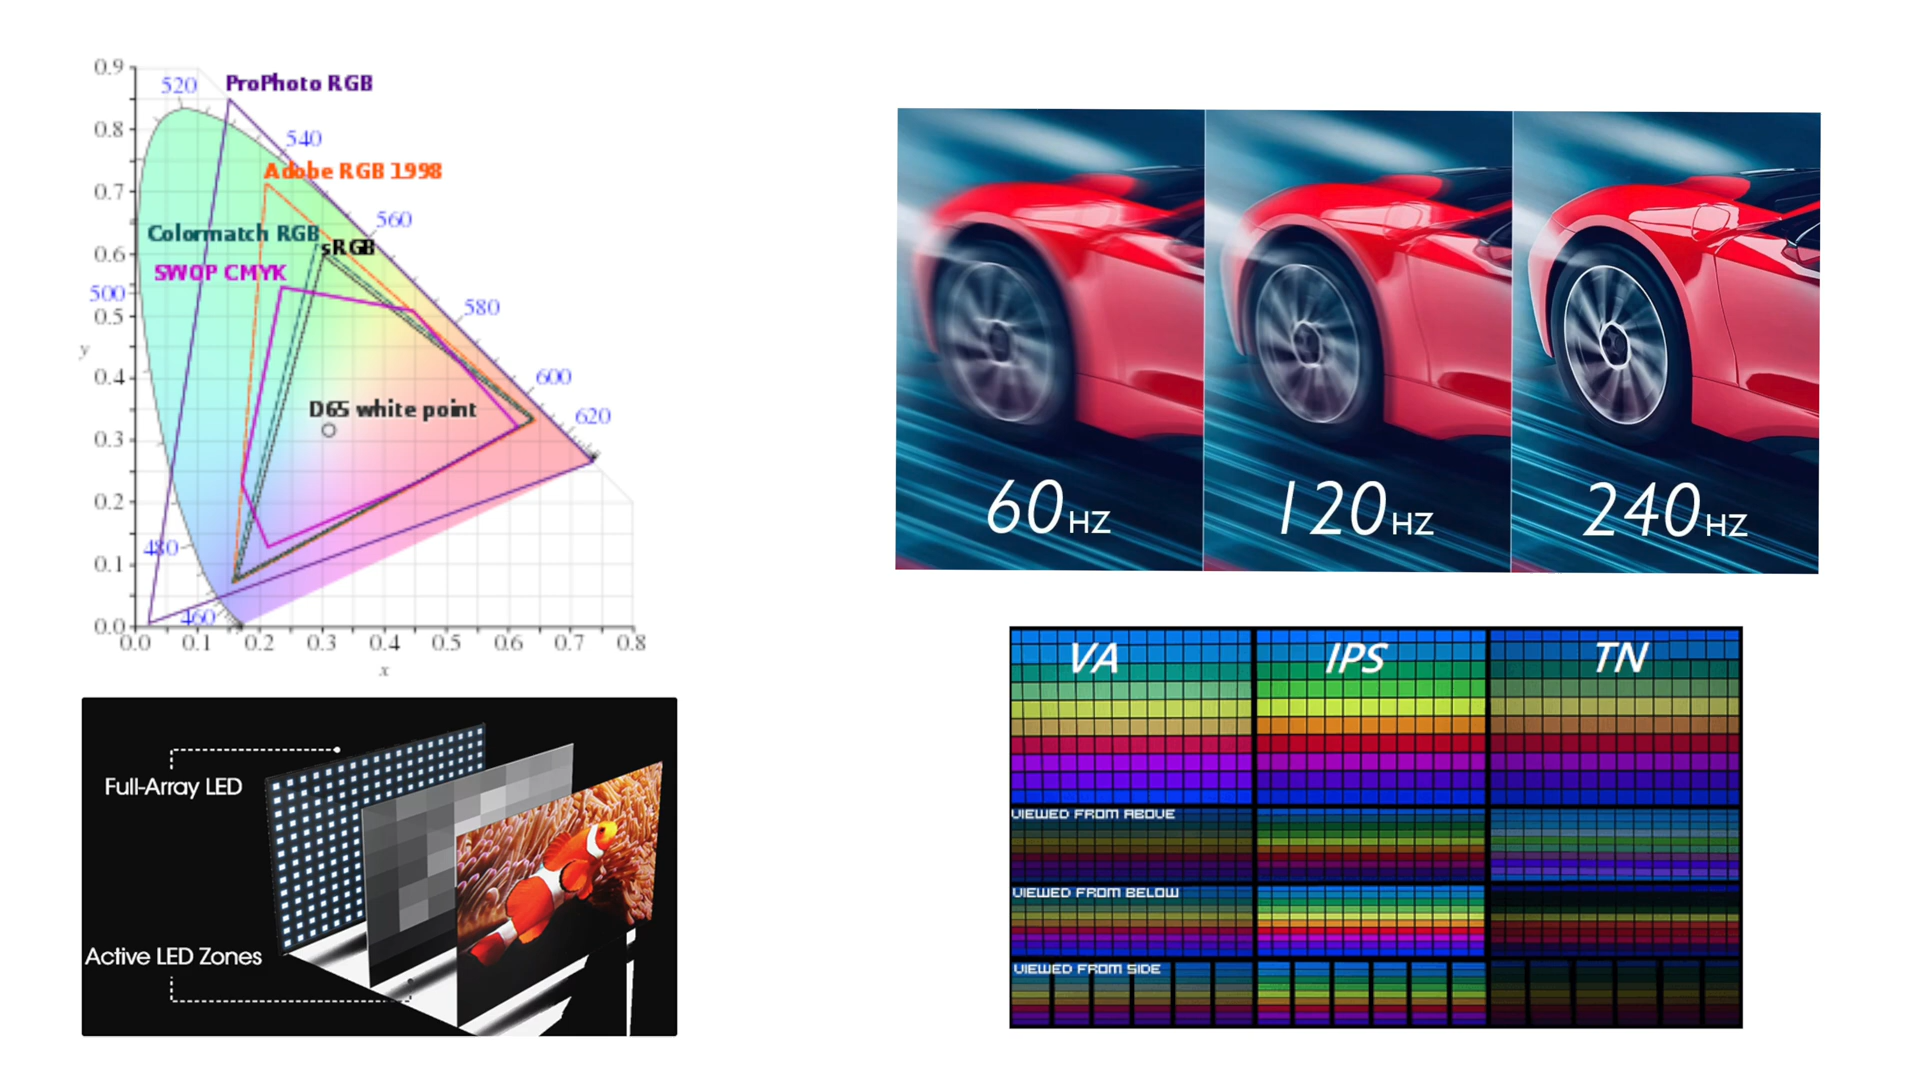 0.9
520
ProPhoto RGB
540
0.8
Adobe RGB 1998
0.7
560
Colormatch RGB
sRGB
0.6
SWOP CMYK
500
580
0.5
y
0.4
600
D65 white point
620
0.3
0.2
480
0.1
460
0.0
0.0 0.1 0.2 0.3 0.4 0.5 0.6 0.7 0.8
x
60HZ
120HZ
240HZ
Full-Array LED
Active LED Zones
VA
IPS
TN
VIEWED FROM ABOVE
VIEWED FROM BELOW
VIEWED FROM SIDE